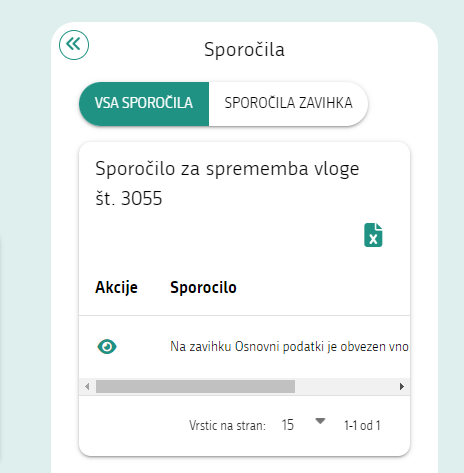 Sporočila
VSA SPOROČILA
SPOROČILA ZAVIHKA
Sporočilo za sprememba vloge
št. 3055
Akcije Sporocilo
Na zavihku Osnovni podatki je obvezen vno
Vrstic na stran: 15 1-1 od 1